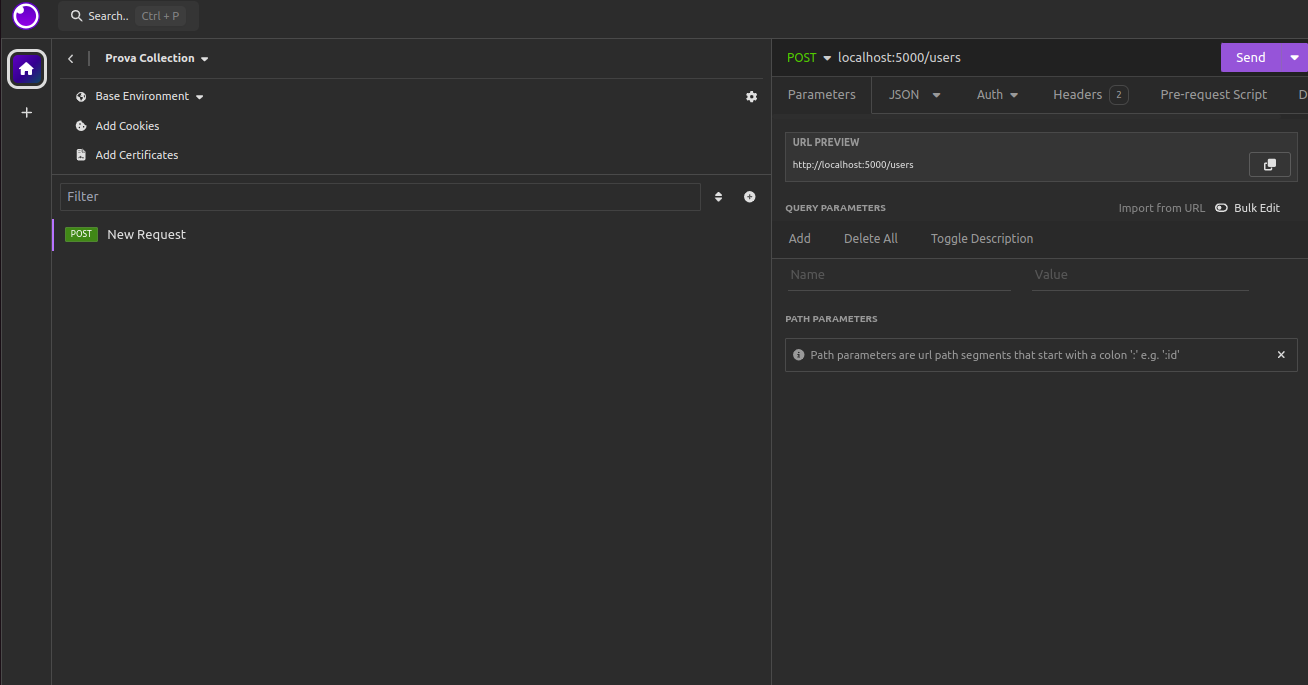 Search.. Ctrl + P
Prova Collection
Base Environment
Add Cookies
Add Certificates
Filter
POST New Request
POST localhost:5000/users Send
Parameters JSON Auth Headers 2 Pre-request Script D
URL PREVIEW
http://localhost:5000/users
QUERY PARAMETERS Import from URL Bulk Edit
Add Delete All Toggle Description
Name Value
PATH PARAMETERS
Path parameters are url path segments that start with a colon ':' e.g. ':id'